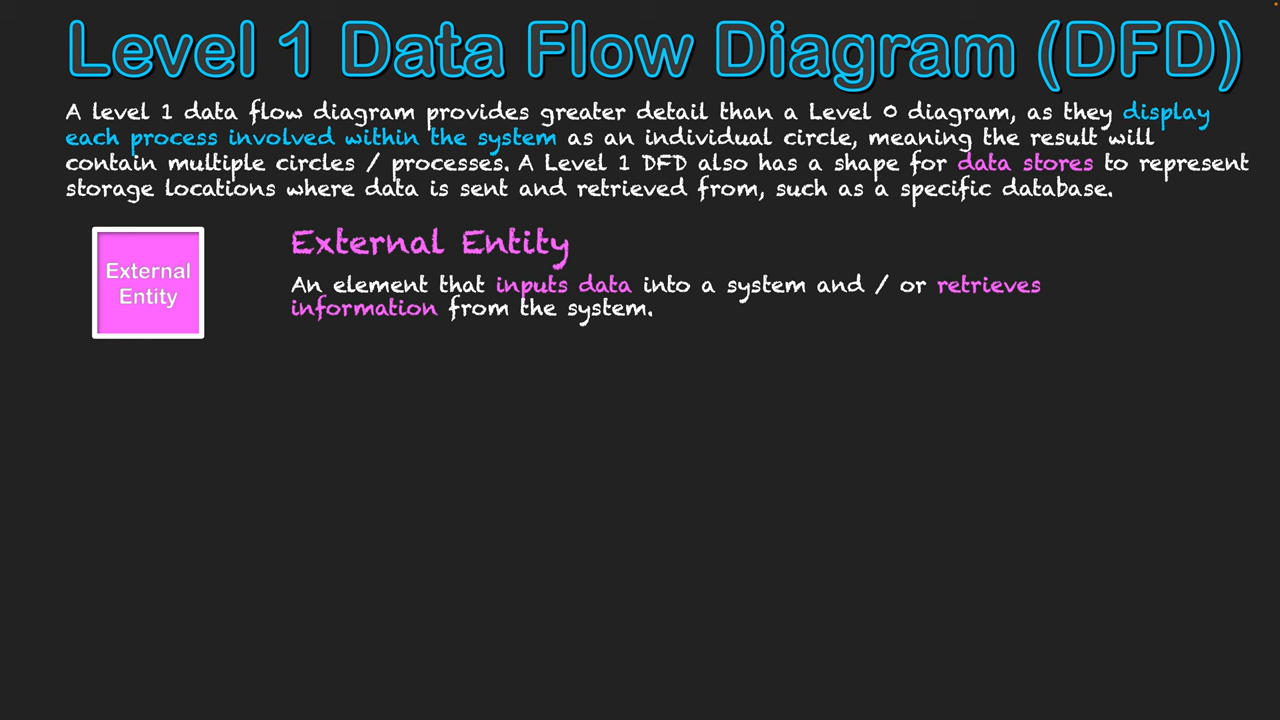 Level 1 Data Flow Diagram (DFD)
A level 1 data flow diagram provides greater detail than a Level 0 diagram, as they display
each process involved within the system as an individual circle, meaning the result will
contain multiple circles / processes. A Level 1 DFD also has a shape for data stores to represent
storage locations where data is sent and retrieved from, such as a specific database.
External
Entity
External Entity
An element that inputs data into a system and / or retrieves
information from the system.